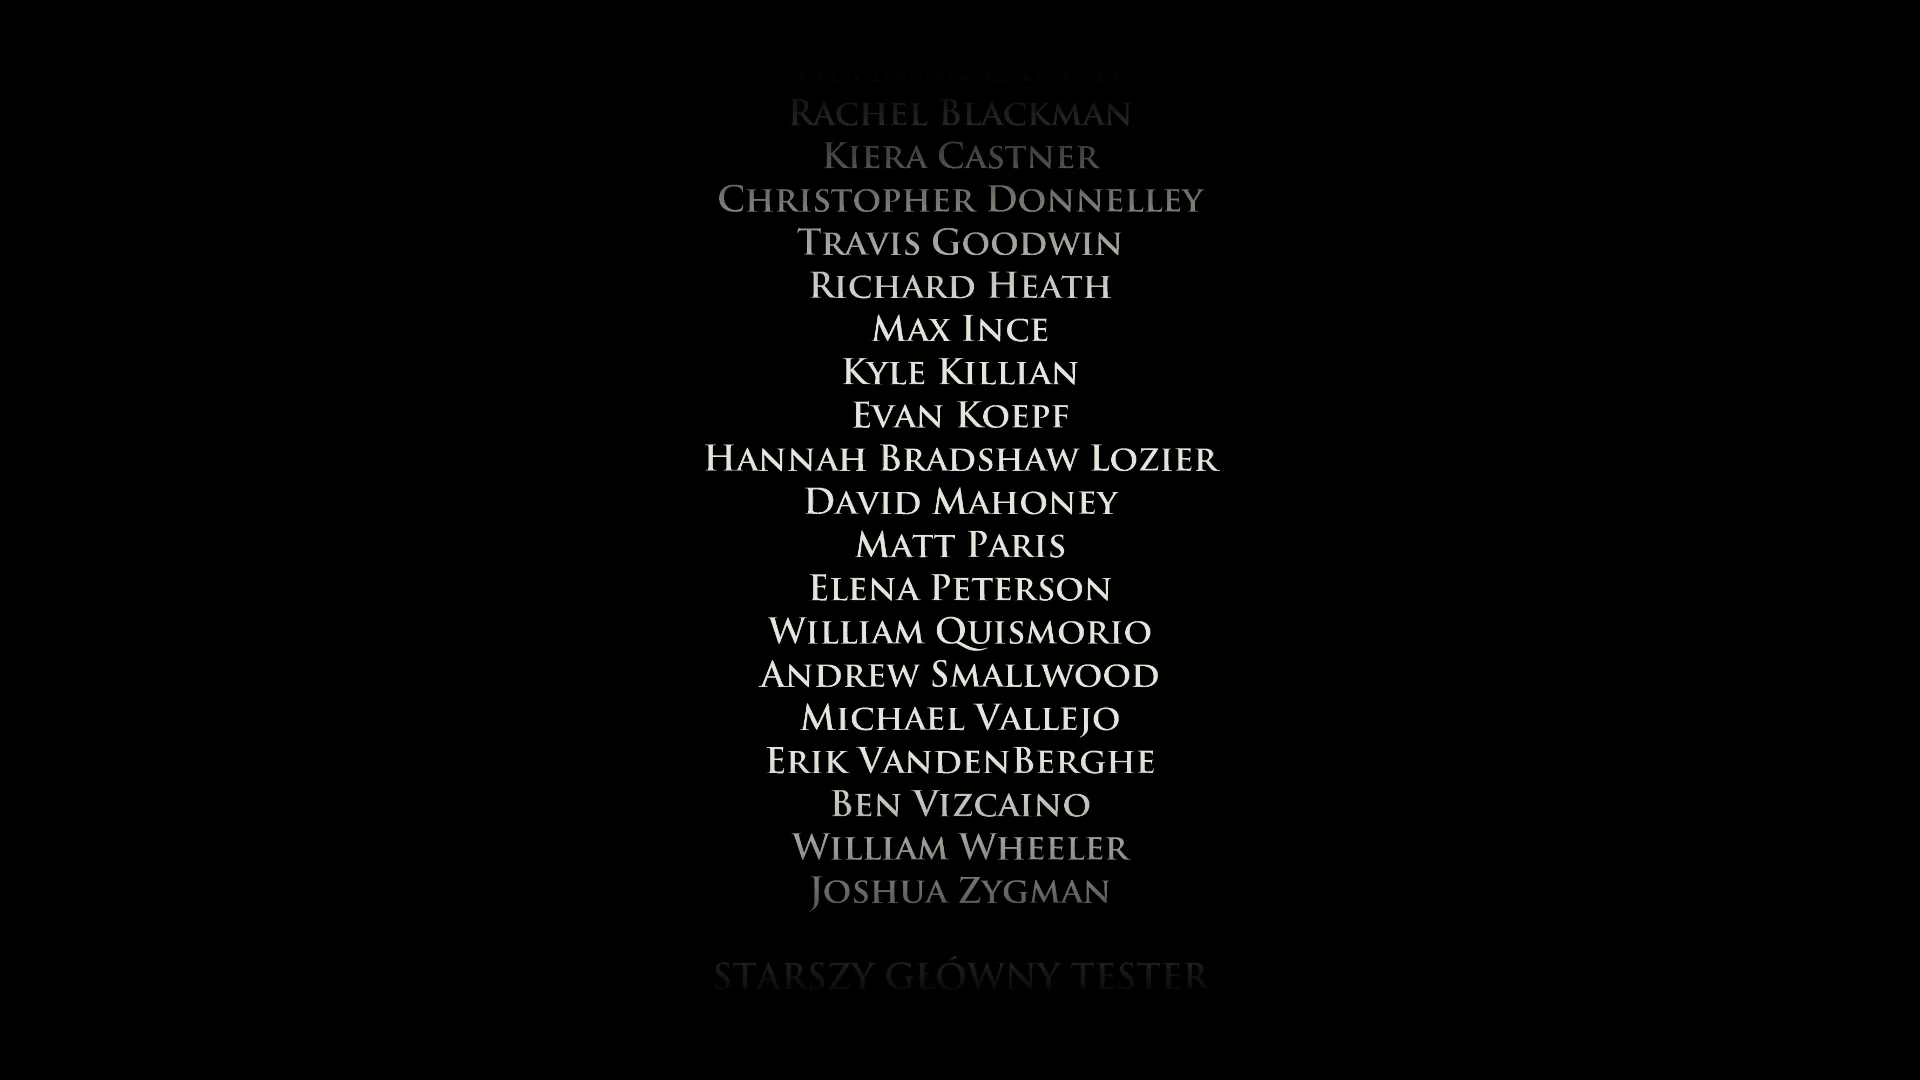 Rachel Blackman
Kiera Castner
Christopher Donnelley
Travis Goodwin
Richard Heath
Max Ince
Kyle Killian
Evan Koepf
Hannah Bradshaw Lozier
David Mahoney
Matt Paris
Elena Peterson
William Quismorio
Andrew Smallwood
Michael Vallejo
Erik VandenBerghe
Ben Vizcaino
William Wheeler
Joshua Zygman
STARSZY GŁÓWNY TESTER